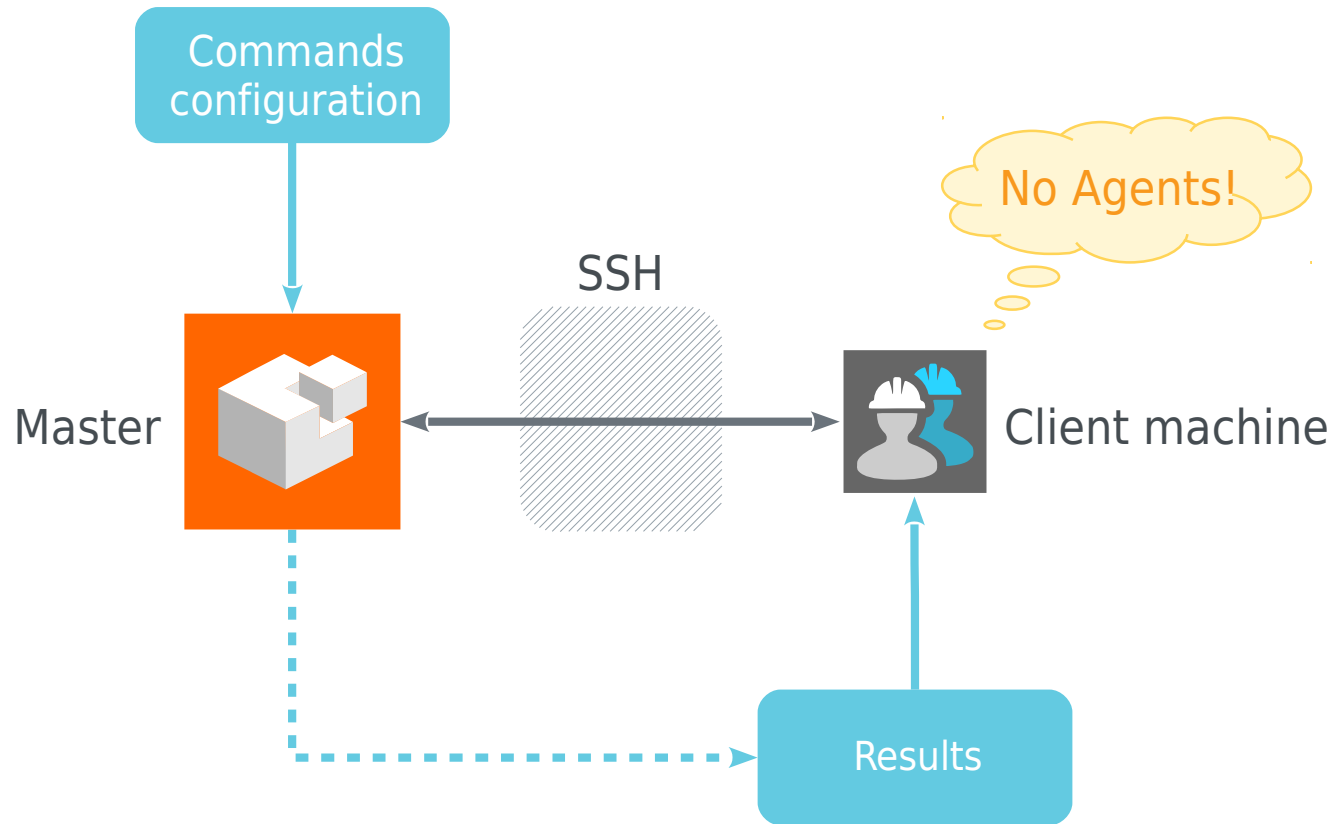 Commands
configuration
No Agents!
SSH
Master
Client machine
Results